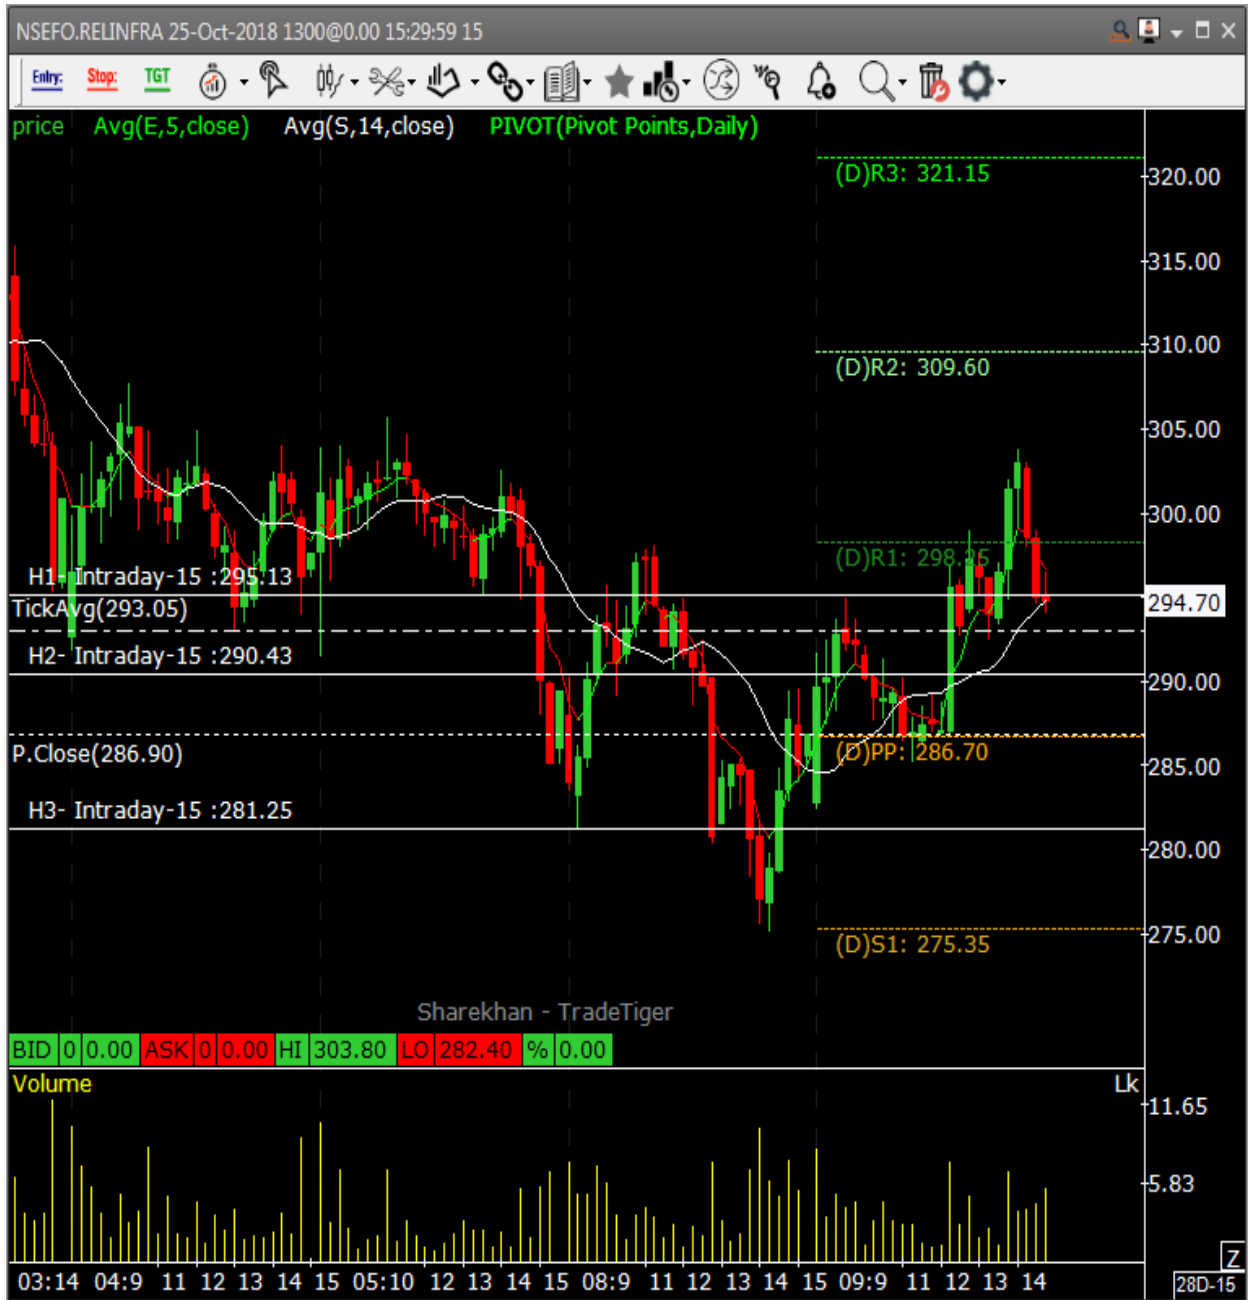 NSEFO.RELINFRA 25-Oct-2018 1300@0.00 15:29:59 15
Entry: Stop: TGT
price Avg(E,5,close) Avg(S,14,close) PIVOT(Pivot Points,Daily)
(D)R3: 321.15
320.00
315.00
310.00
(D)R2: 309.60
305.00
300.00
(D)R1: 298.25
H1- Intraday-15 :295.13
294.70
TickAvg(293.05)
H2- Intraday-15 :290.43
290.00
P.Close(286.90)
(D)PP: 286.70
285.00
H3- Intraday-15 :281.25
280.00
275.00
(D)S1: 275.35
Sharekhan - TradeTiger
BID 0 0.00 ASK 0 0.00 HI 303.80 LO 282.40 % 0.00
Volume Lk
11.65
5.83
Z
03:14 04:9 11 12 13 14 15 05:10 12 13 14 15 08:9 11 12 13 14 15 09:9 11 12 13 14 28D-15